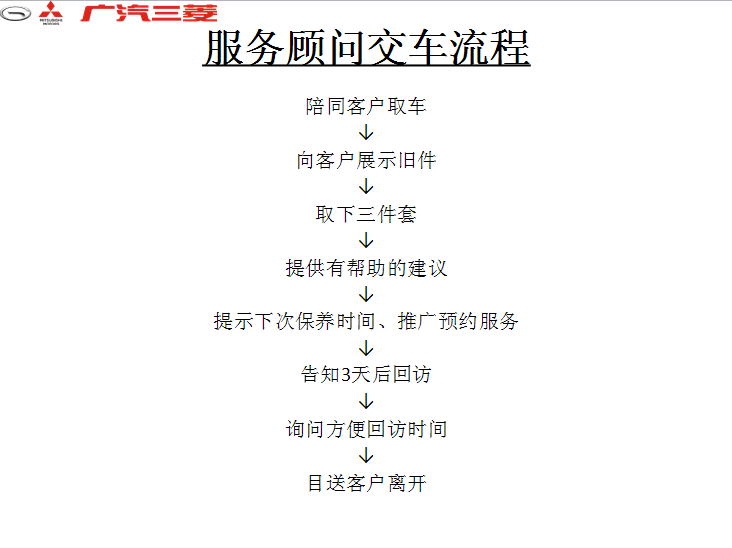 广汽三菱
MITSUBISHI
MOTORS
服务顾问交车流程
陪同客户取车
↓
向客户展示旧件
↓
取下三件套
↓
提供有帮助的建议
↓
提示下次保养时间、推广预约服务
↓
告知3天后回访
↓
询问方便回访时间
↓
目送客户离开